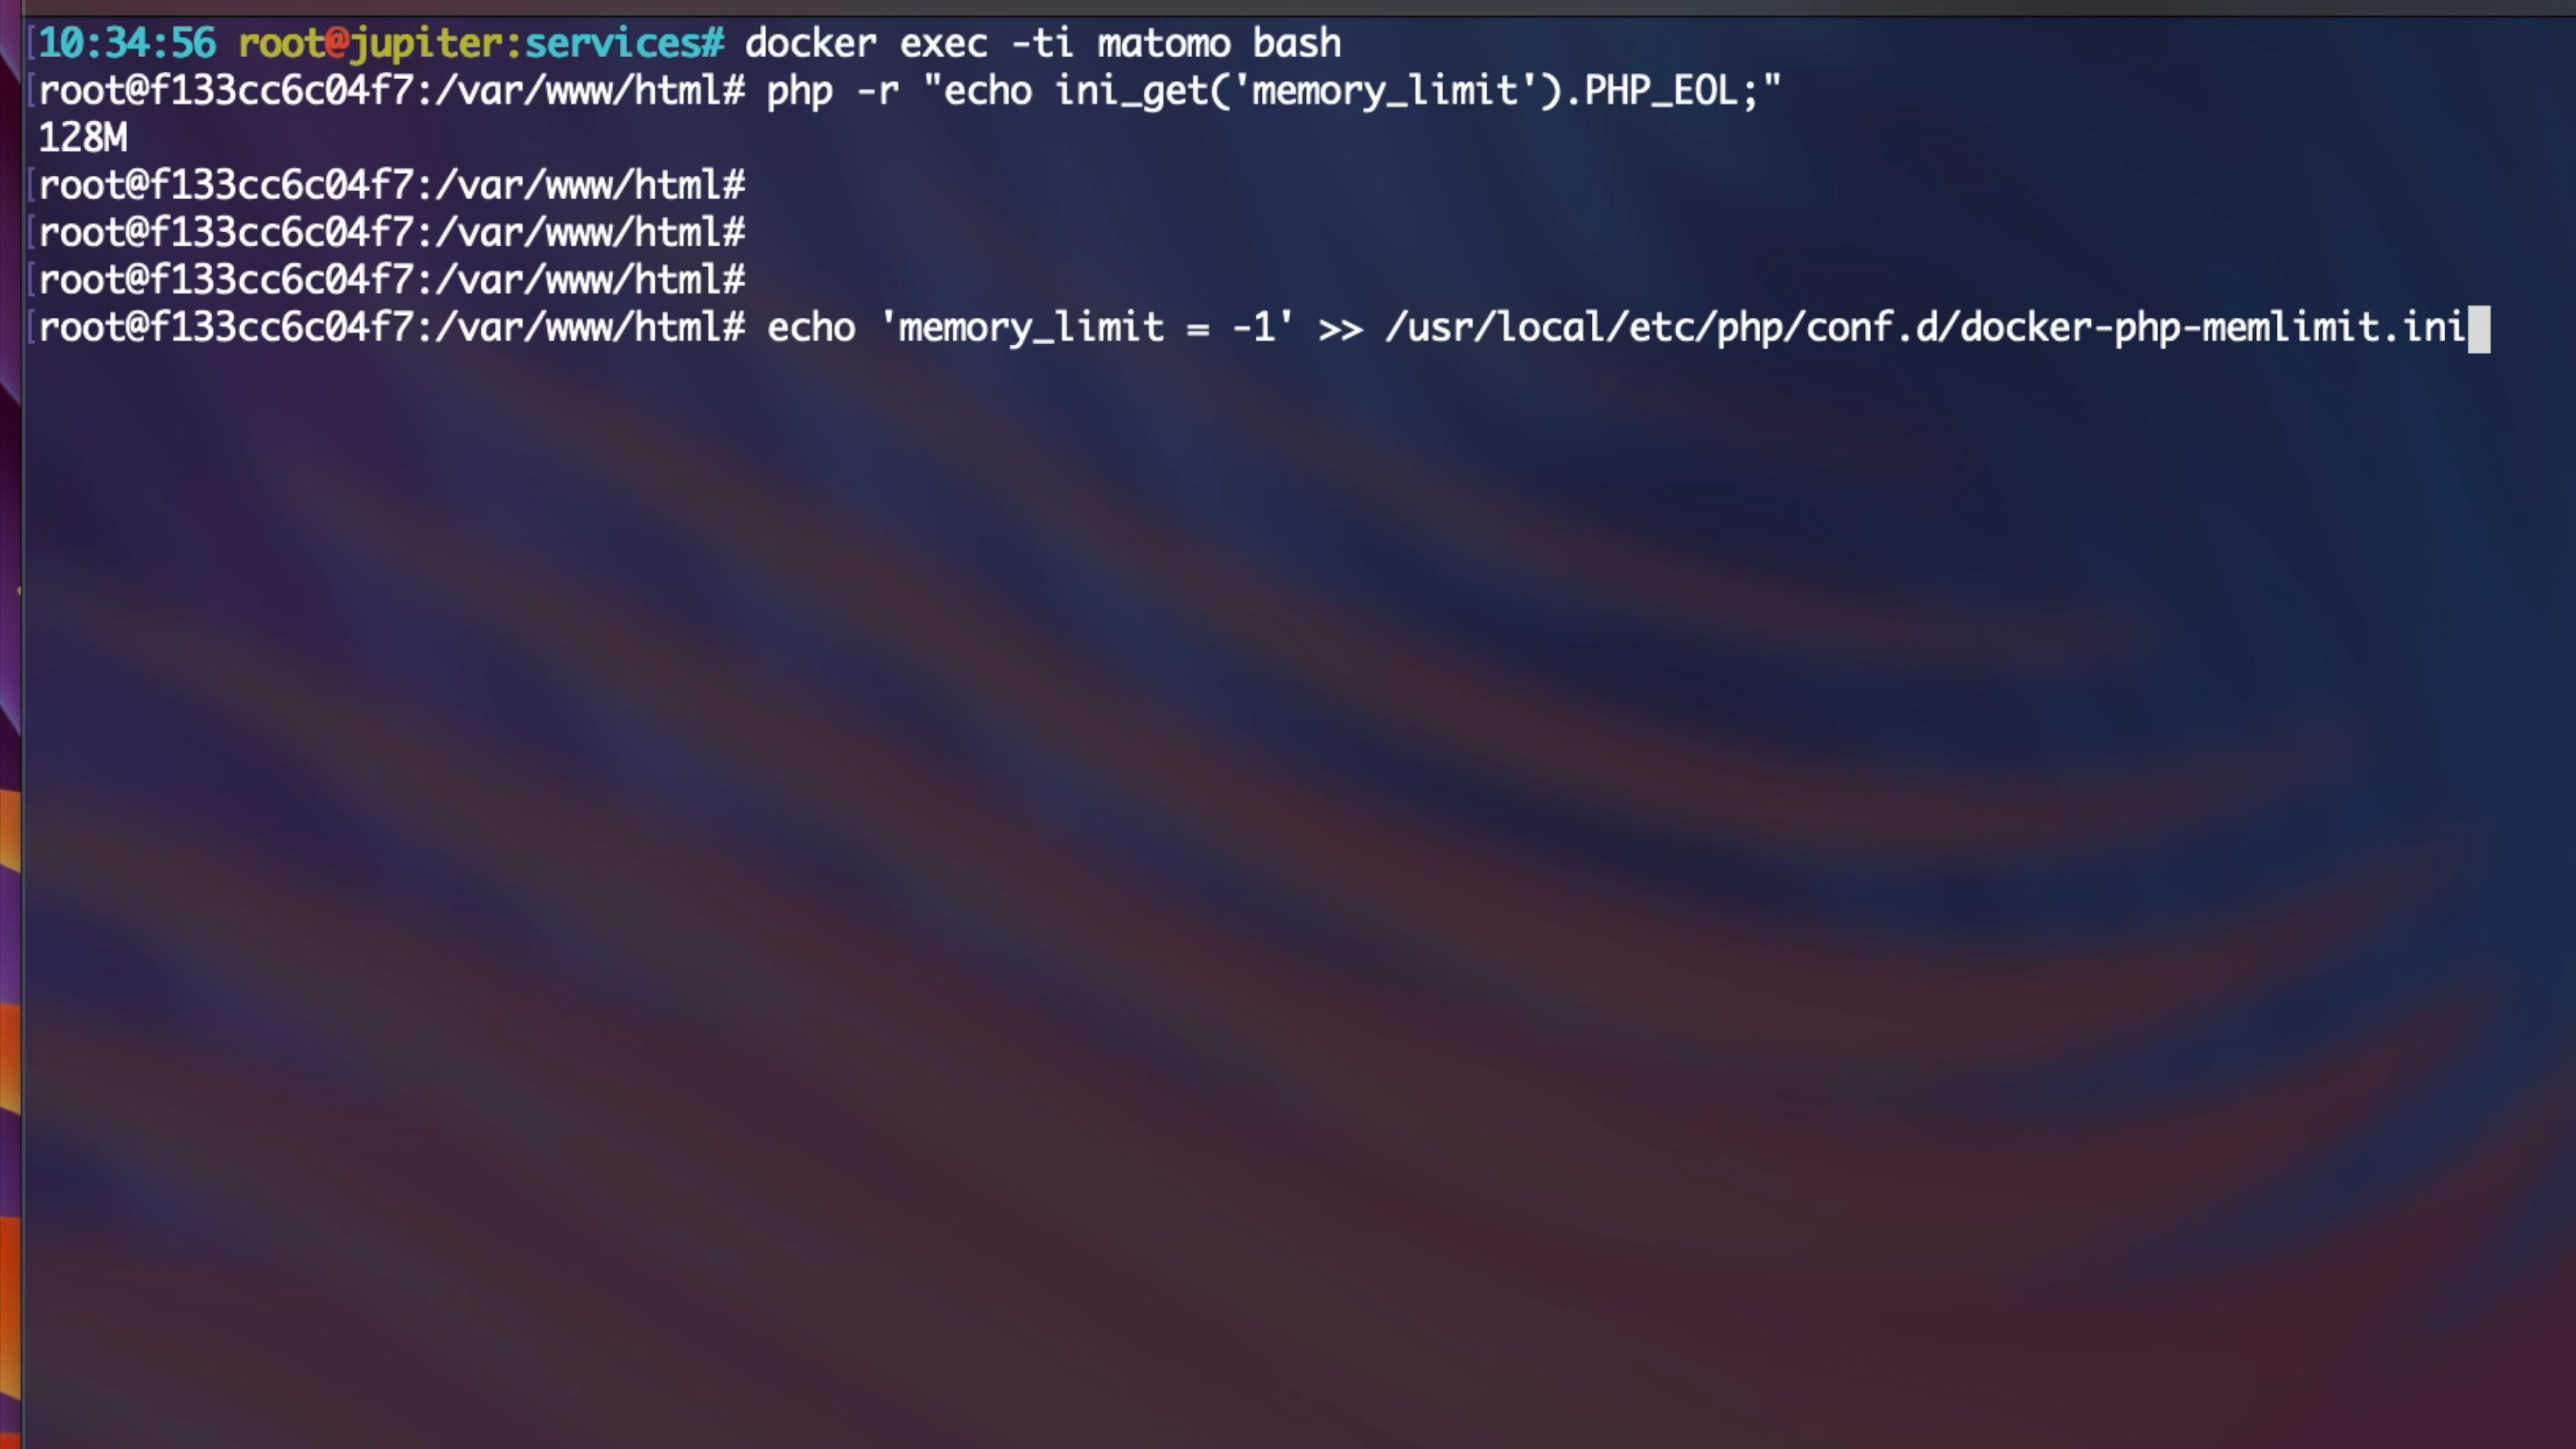 [10:34:56 root@jupiter:services# docker exec -ti matomo bash
[root@f133cc6c04f7:/var/www/html# php -r "echo ini_get('memory_limit').PHP_EOL;"
128M
[root@f133cc6c04f7:/var/www/html#
[root@f133cc6c04f7:/var/www/html#
[root@f133cc6c04f7:/var/www/html#
[root@f133cc6c04f7:/var/www/html# echo 'memory_limit = -1' >> /usr/local/etc/php/conf.d/docker-php-memlimit.ini